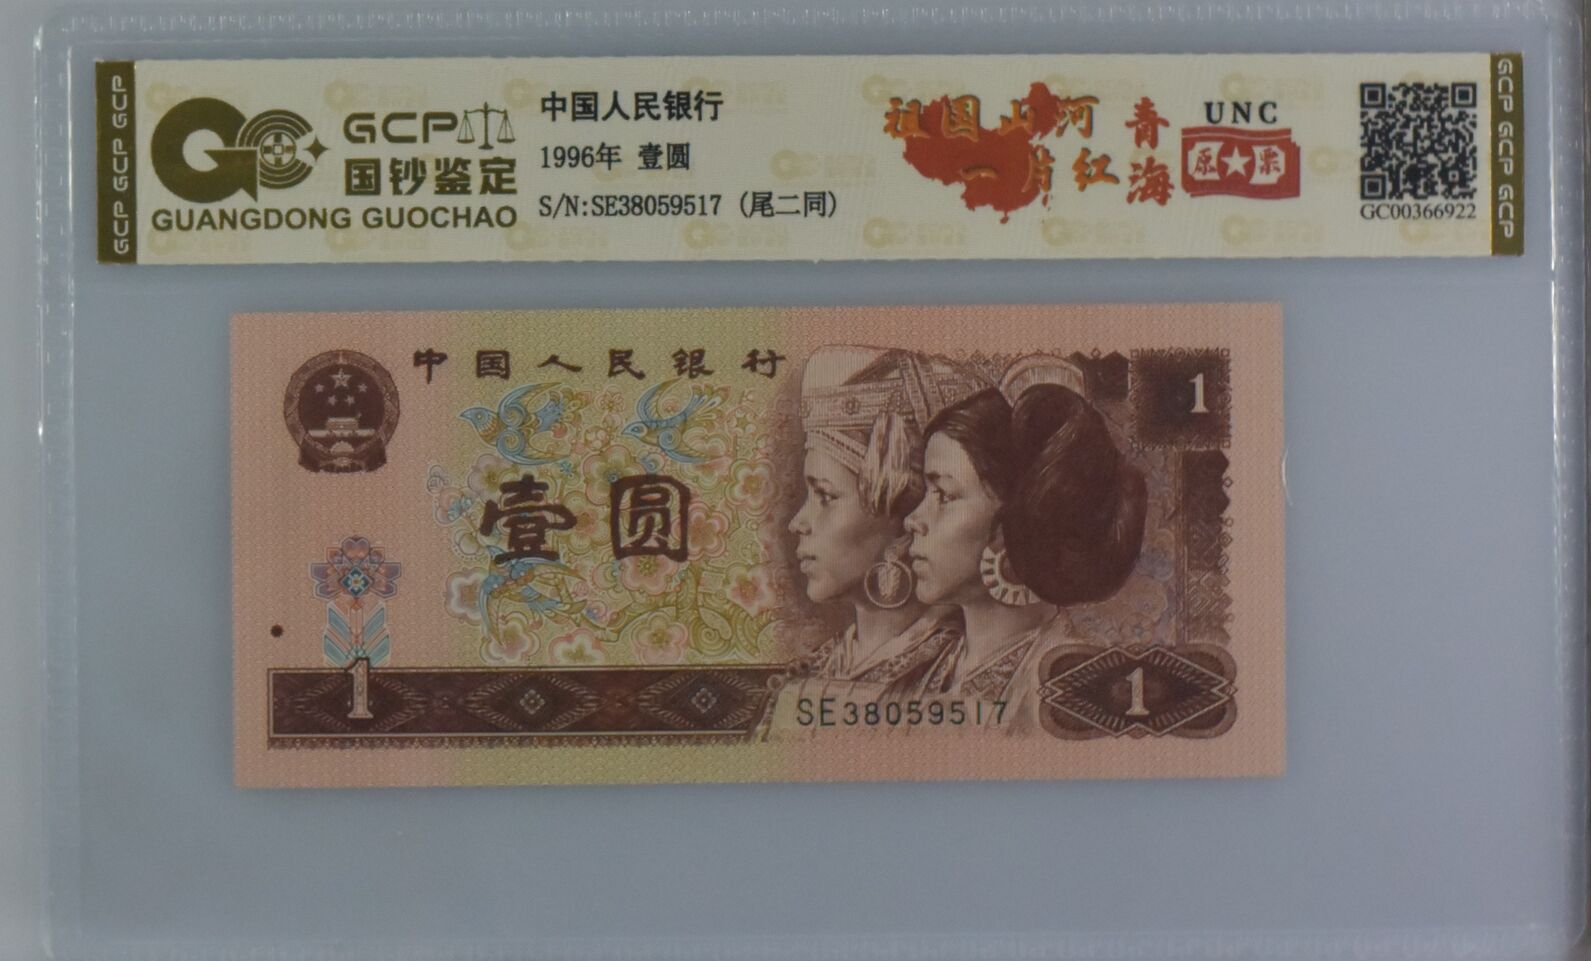 GCP
国钞鉴定
GUANGDONG GUOCHAO
中国人民银行
1996年 壹圆
S/N:SE38059517 (尾二同)
祖国山河
一片红
青海
UNC
原★票
GC00366922
GCP GCP GCP
GCP GCP GCP
中国人民银行
1
壹圆
1
SE38059517
1